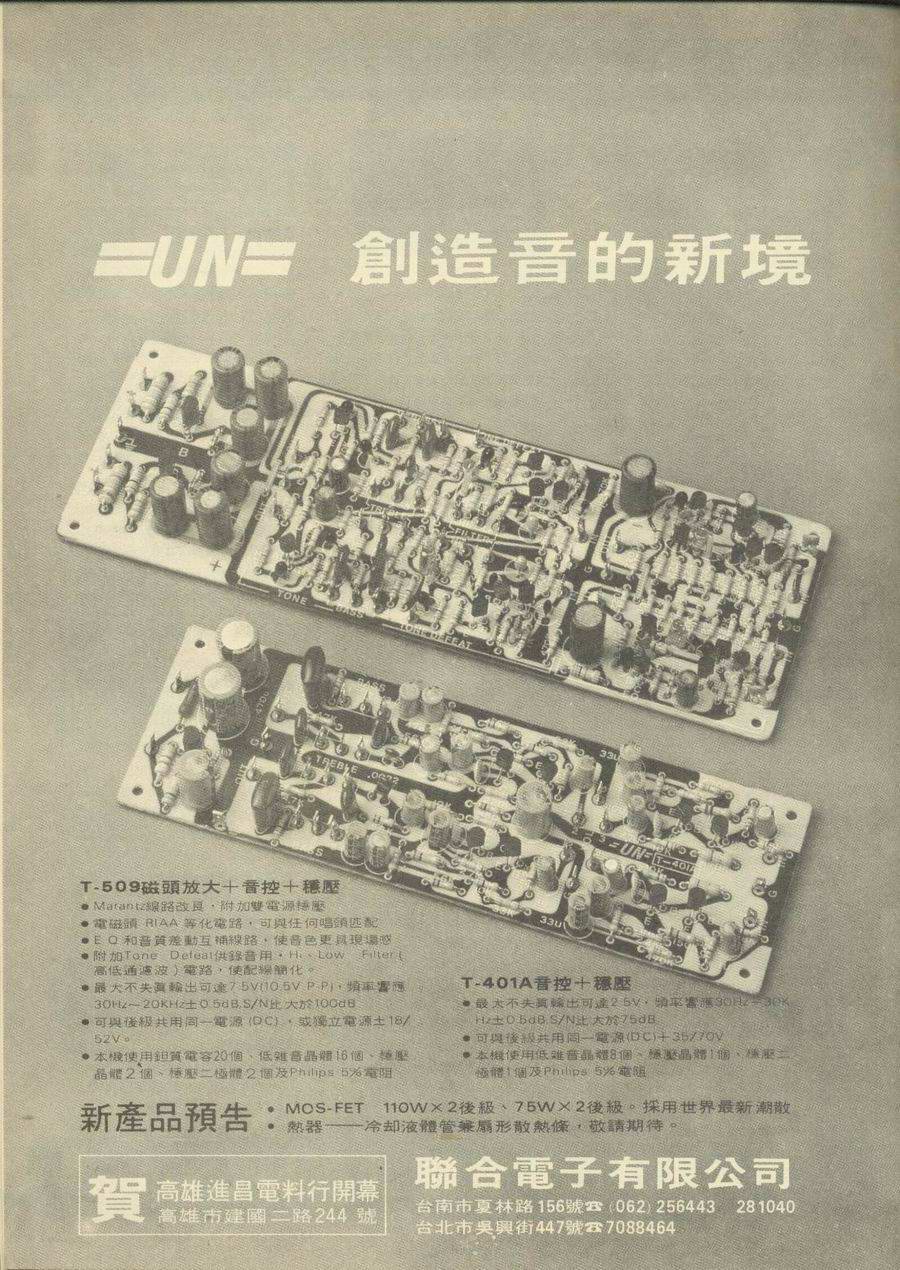 =UN= 創造音的新境
B
TREBLE
FILTER
TONE
BASS
TONE DEFEAT
BASS
470
OUT
TREBLE .0022
33U
=UN= T-401A
33K
33U
S
T-509磁頭放大＋音控＋穩壓
● Marantz線路改良，附加雙電源穩壓
● 電磁頭 RIAA 等化電路，可與任何唱頭匹配
● E Q 和音質差動互補線路，使音色更具現場感
● 附加Tone Defeat供錄音用，Hi、Low Filter (
高低通濾波）電路，使配線簡化。
● 最大不失真輸出可達7.5V(10.5V P-P)，頻率響應
30Hz～20KHz±0.5dB.S/N比大於100dB
● 可與後級共用同一電源 (DC)，或獨立電源±18/
52V。
● 本機使用鉭質電容20個、低雜音晶體16個、穩壓
晶體2個、穩壓二極體2個及Philips 5%電阻
T-401A音控＋穩壓
● 最大不失真輸出可達2.5V，頻率響應30Hz～30K
Hz±0.5dB.S/N比大於75dB
● 可與後級共用同一電源(DC)＋35/70V
● 本機使用低雜音晶體8個、穩壓晶體1個、穩壓二
極體1個及Philips 5%電阻
新產品預告
• MOS-FET 110W×2後級、75W×2後級。採用世界最新潮散
• 熱器——冷却液體管兼扇形散熱條，敬請期待。
賀 高雄進昌電料行開幕
高雄市建國二路244 號
聯合電子有限公司
台南市夏林路156號☎(062) 256443 281040
台北市吳興街447號☎7088464